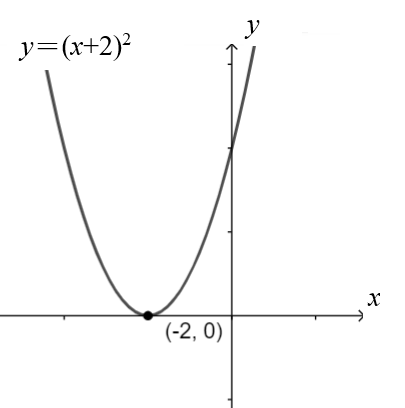 y
y=(x+2)²
x
(-2, 0)